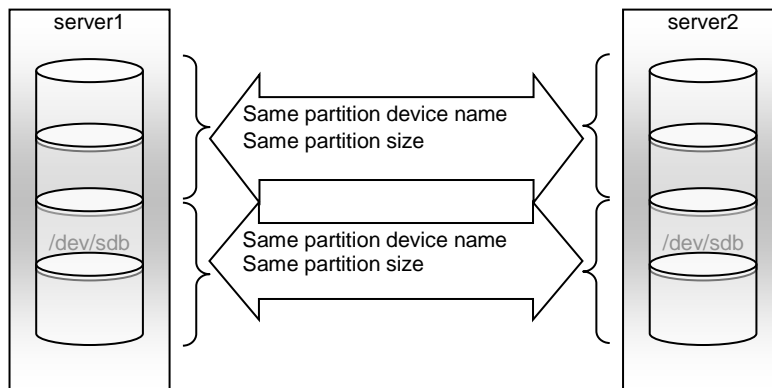 server1
server2
Same partition device name
Same partition size
/dev/sdb
/dev/sdb
Same partition device name
Same partition size